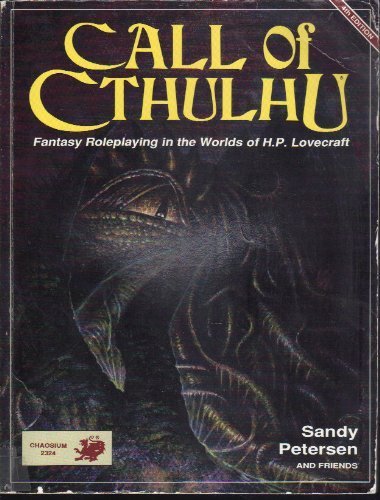 4th EDITION
CALL OF
CTHULHU®
Fantasy Roleplaying in the Worlds of H.P. Lovecraft
Sandy
Petersen
AND FRIENDS
CHAOSIUM
2324
®